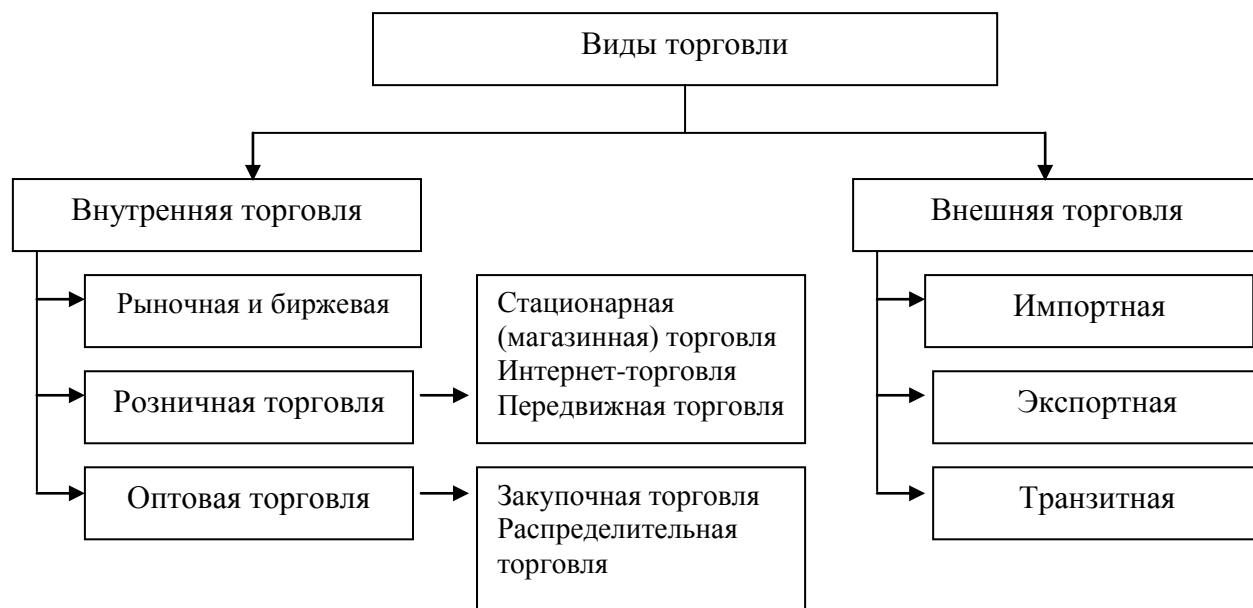 Виды торговли
Внутренняя торговля
Внешняя торговля
Рыночная и биржевая
Стационарная
(магазинная) торговля
Интернет-торговля
Передвижная торговля
Импортная
Розничная торговля
Экспортная
Оптовая торговля
Закупочная торговля
Распределительная
торговля
Транзитная